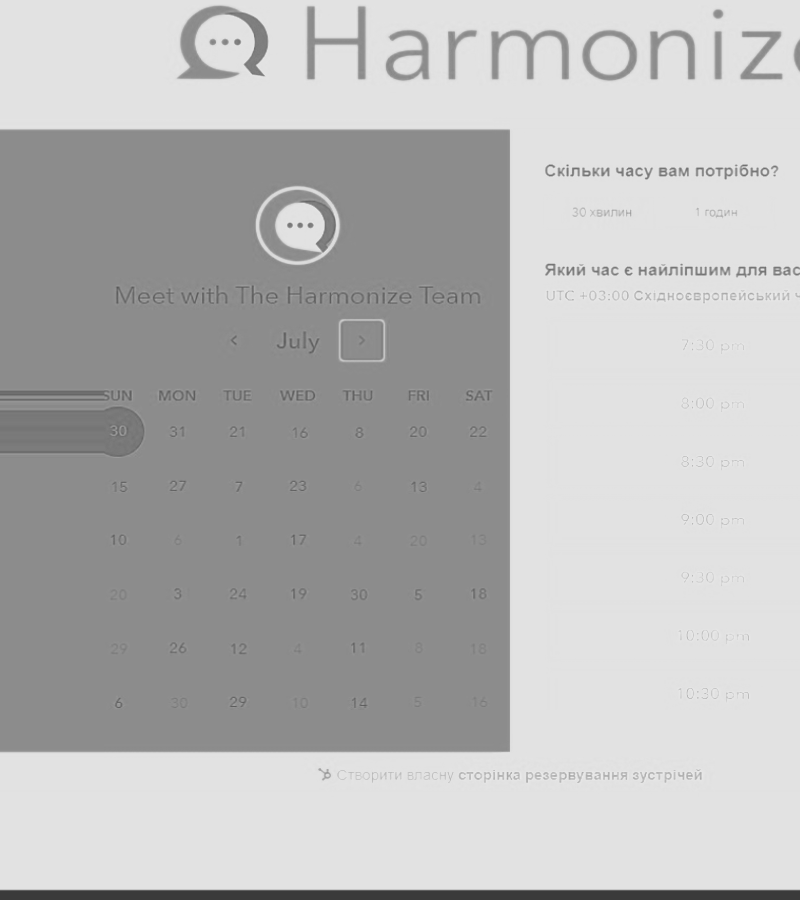 Harmonize
Скільки часу вам потрібно?
30 хвилин 1 годин
Meet with The Harmonize Team
Який час є найліпшим для вас
UTC +03:00 Східноєвропейський ч
July
7:30 pm
SUN MON TUE WED THU FRI SAT
8:00 pm
30 31 21 16 8 20 22
8:30 pm
15 27 7 23 6 13 4
9:00 pm
10 6 1 17 4 20 13
9:30 pm
20 3 24 19 30 5 18
10:00 pm
29 26 12 4 11 8 18
10:30 pm
6 30 29 10 14 5 16
Створити власну сторінка резервування зустрічей